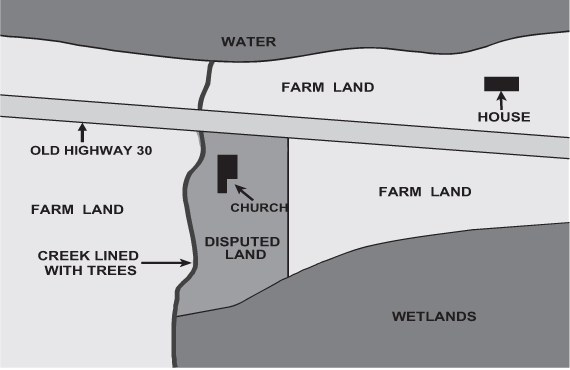 WATER
FARM LAND
HOUSE
OLD HIGHWAY 30
FARM LAND
CHURCH
FARM LAND
DISPUTED
LAND
CREEK LINED
WITH TREES
WETLANDS